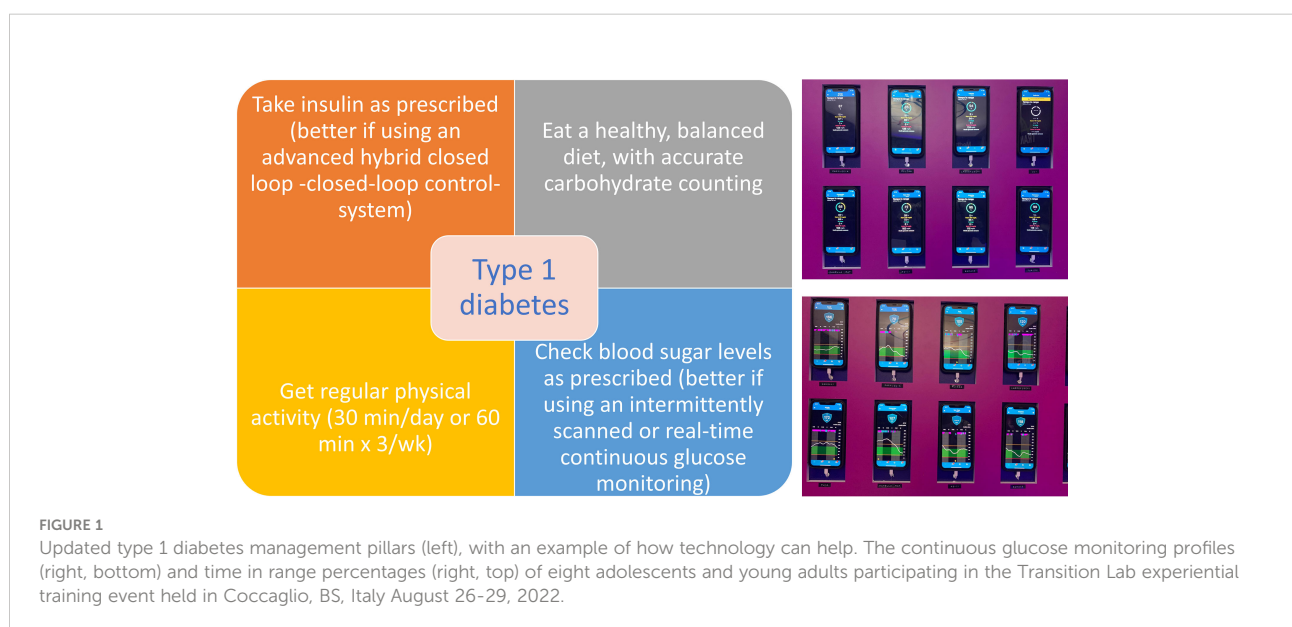 Take insulin as prescribed
(better if using an
advanced hybrid closed
loop -closed-loop control-
system)
Eat a healthy, balanced
diet, with accurate
carbohydrate counting
Type 1
diabetes
Get regular physical
activity (30 min/day or 60
min x 3/wk)
Check blood sugar levels
as prescribed (better if
using an intermittently
scanned or real-time
continuous glucose
monitoring)
FIGURE 1
Updated type 1 diabetes management pillars (left), with an example of how technology can help. The continuous glucose monitoring profiles
(right, bottom) and time in range percentages (right, top) of eight adolescents and young adults participating in the Transition Lab experiential
training event held in Coccaglio, BS, Italy August 26-29, 2022.